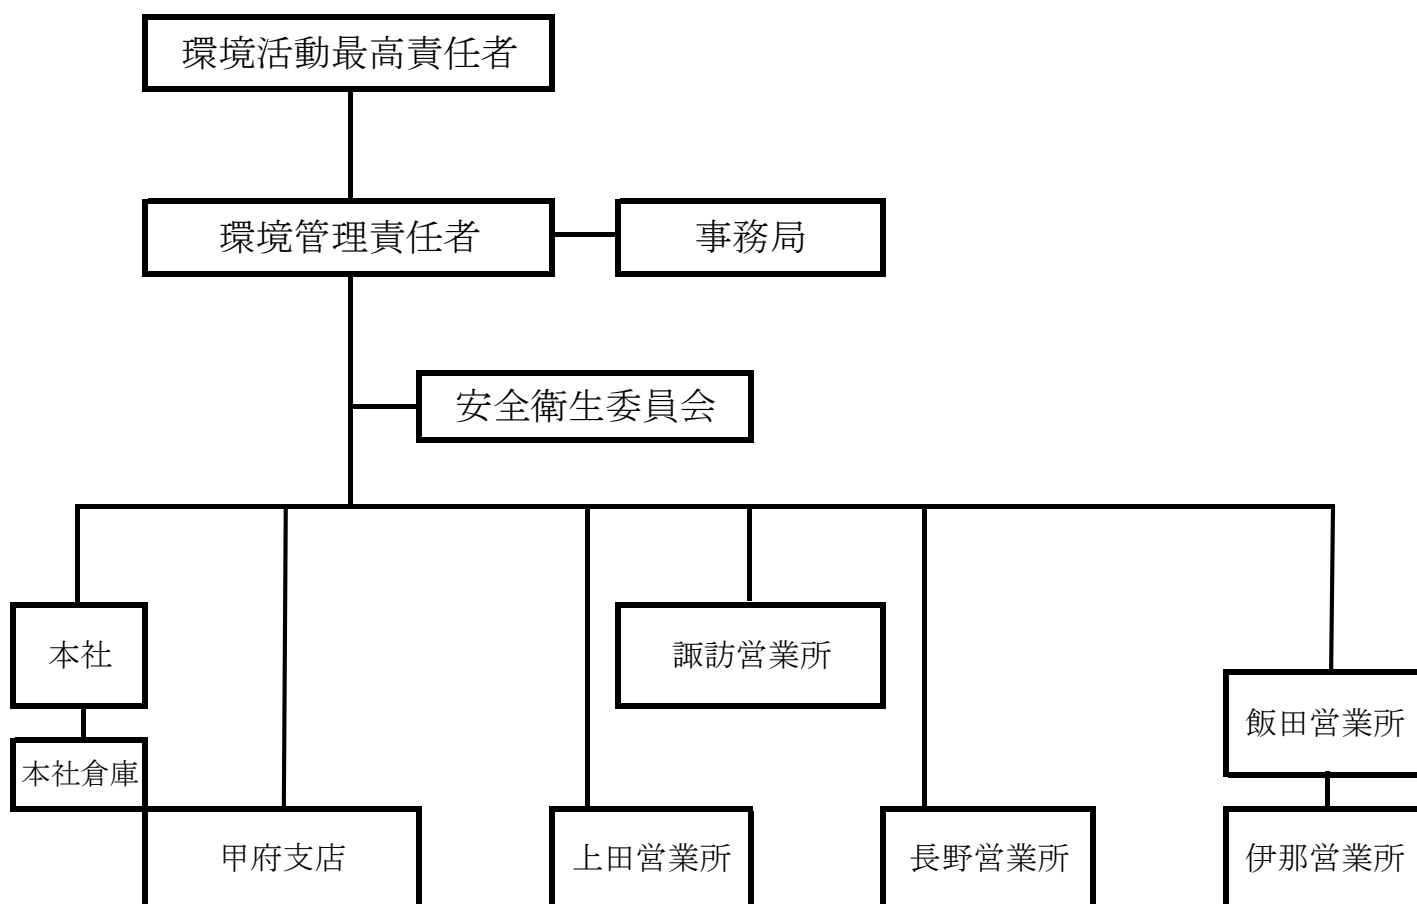 環境活動最高責任者
環境管理責任者
事務局
安全衛生委員会
本社
諏訪営業所
飯田営業所
本社倉庫
甲府支店
上田営業所
長野営業所
伊那営業所